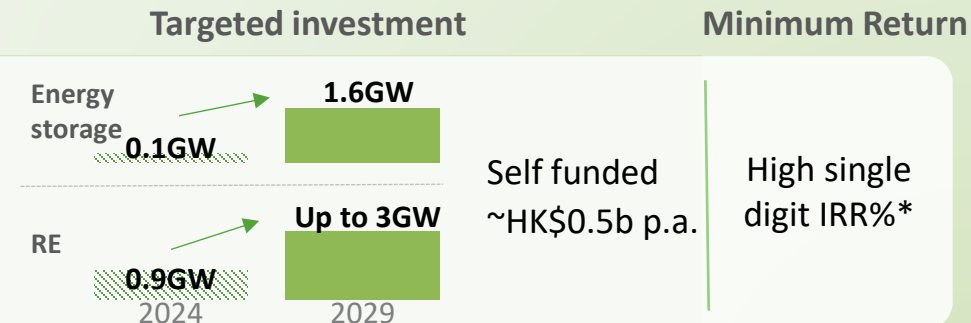 Targeted investment
Minimum Return
Energy
storage
0.1GW
1.6GW
RE
0.9GW
Up to 3GW
2024
2029
Self funded
~HK$0.5b p.a.
High single
digit IRR%*